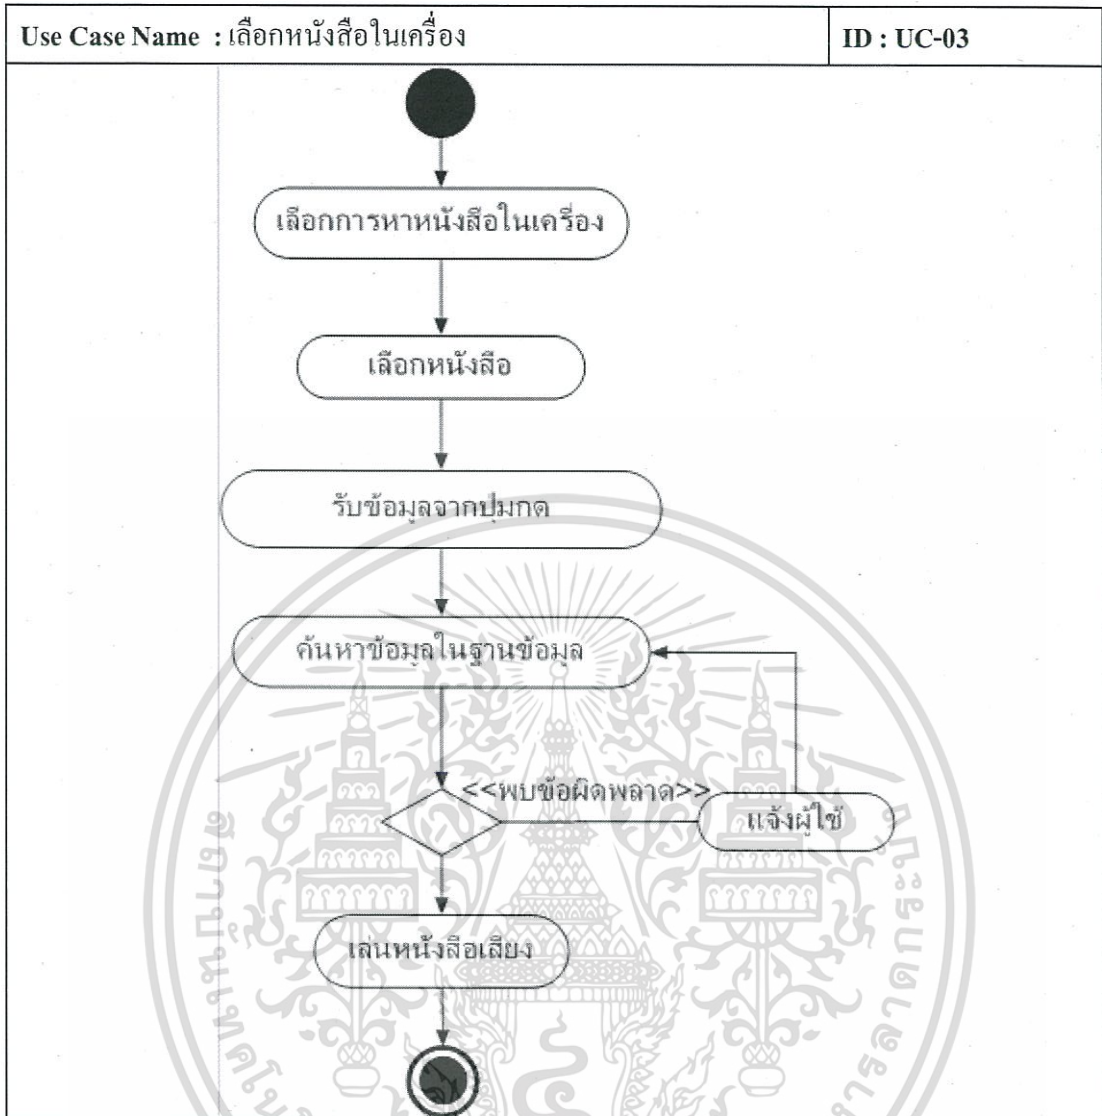 Use Case Name : เลือกหนังสือในเครื่อง
ID : UC-03
เลือกการหาหนังสือในเครื่อง
เลือกหนังสือ
รับข้อมูลจากปุ่มกด
ค้นหาข้อมูลในฐานข้อมูล
<<พบข้อผิดพลาด>>
แจ้งผู้ใช้
เล่นหนังสือเสียง